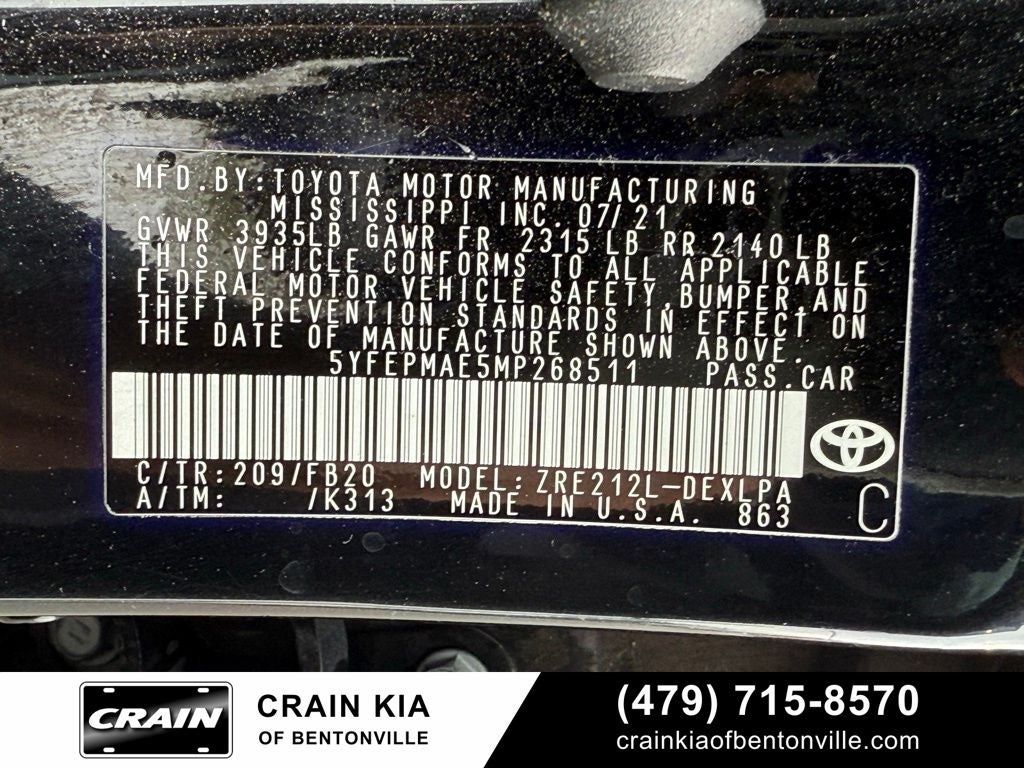 MFD.BY:TOYOTA MOTOR MANUFACTURING
MISSISSIPPI INC. 07/21
GVWR 3935LB GAWR FR 2315 LB RR 2140 LB
THIS VEHICLE CONFORMS TO ALL APPLICABLE
FEDERAL MOTOR VEHICLE SAFETY,BUMPER,AND
THEFT PREVENTION STANDARDS IN EFFECT ON
THE DATE OF MANUFACTURE SHOWN ABOVE.
5YFEPMAE5MP268511 PASS.CAR
C/TR:209/FB20 MODEL:ZRE212L-DEXLPA
A/TM: /K313 MADE IN U.S.A. 863
C
CRAIN
CRAIN KIA
OF BENTONVILLE
(479) 715-8570
crainkiaofbentonville.com